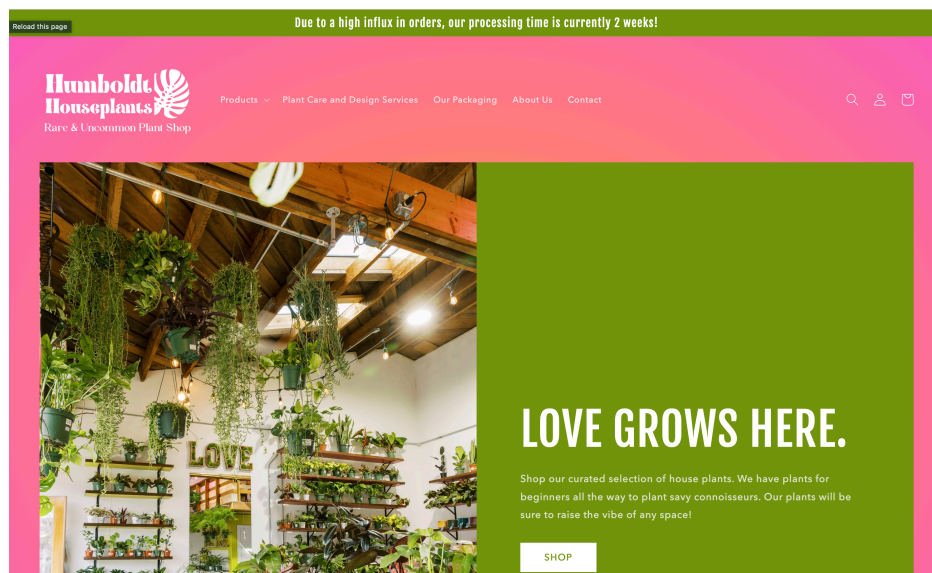 Due to a high influx in orders, our processing time is currently 2 weeks!
Reload this page
Humboldt
Houseplants
Rare & Uncommon Plant Shop
Products
Plant Care and Design Services
Our Packaging
About Us
Contact
LOVE
LOVE GROWS HERE.
Shop our curated selection of house plants. We have plants for
beginners all the way to plant savy connoisseurs. Our plants will be
sure to raise the vibe of any space!
SHOP